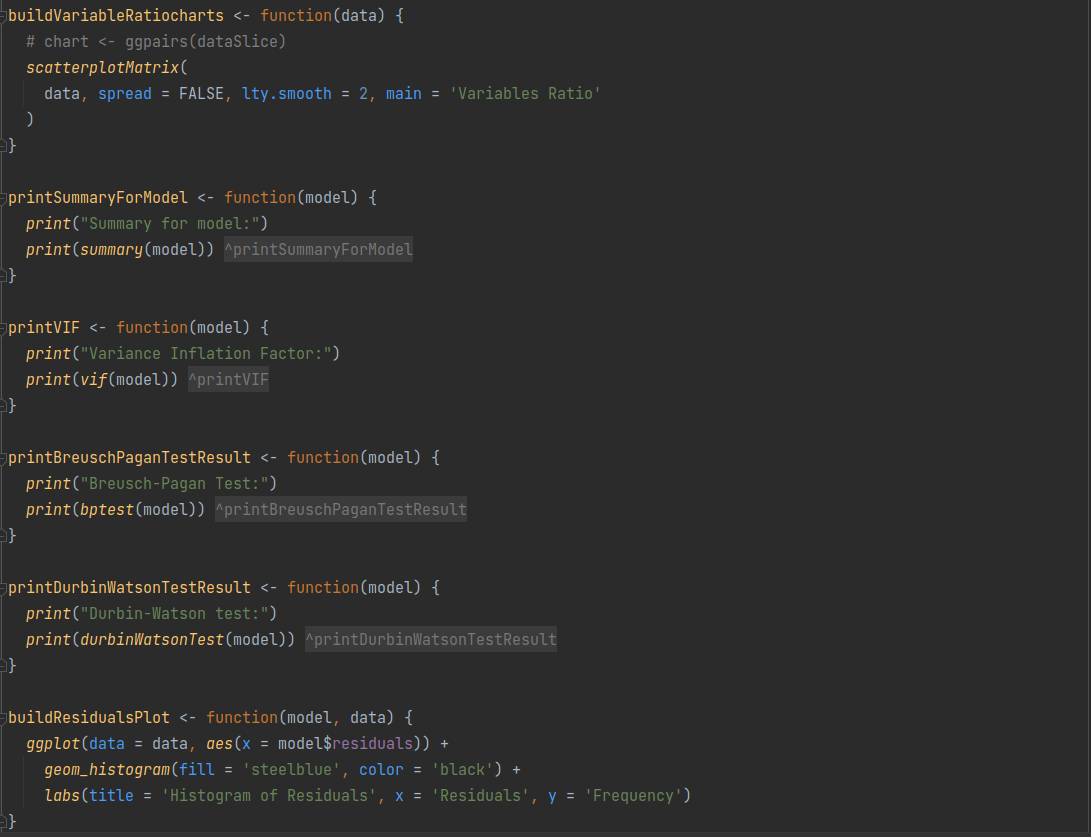 buildVariableRatiocharts <- function(data) {
  # chart <- ggpairs(dataSlice)
  scatterplotMatrix(
    data, spread = FALSE, lty.smooth = 2, main = 'Variables Ratio'
  )
}
printSummaryForModel <- function(model) {
  print("Summary for model:")
  print(summary(model)) ^printSummaryForModel
}
printVIF <- function(model) {
  print("Variance Inflation Factor:")
  print(vif(model)) ^printVIF
}
printBreuschPaganTestResult <- function(model) {
  print("Breusch-Pagan Test:")
  print(bptest(model)) ^printBreuschPaganTestResult
}
printDurbinWatsonTestResult <- function(model) {
  print("Durbin-Watson test:")
  print(durbinWatsonTest(model)) ^printDurbinWatsonTestResult
}
buildResidualsPlot <- function(model, data) {
  ggplot(data = data, aes(x = model$residuals)) +
    geom_histogram(fill = 'steelblue', color = 'black') +
    labs(title = 'Histogram of Residuals', x = 'Residuals', y = 'Frequency')
}